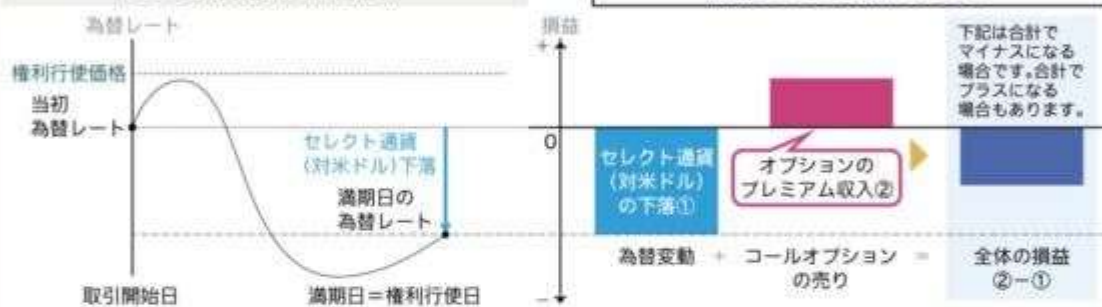 為替レート
権利行使価格
当初
為替レート
セレクト通貨
(対米ドル)下落
満期日の
為替レート
取引開始日
満期日=権利行使日
損益
+
0
−
セレクト通貨
(対米ドル)
の下落①
オプションの
プレミアム収入②
下記は合計で
マイナスになる
場合です。合計で
プラスになる
場合もあります。
為替変動 + コールオプション = 全体の損益
の売り ②−①